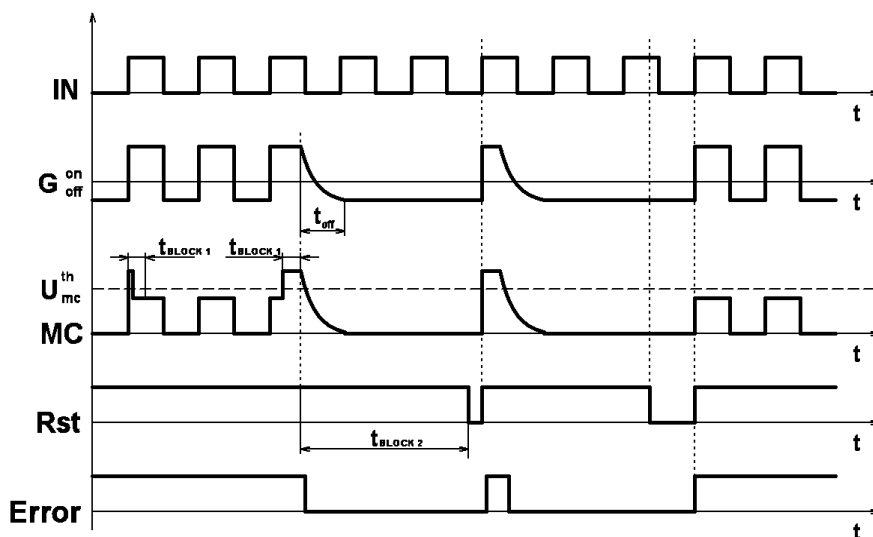 IN
t
G on off
t
t off
t BLOCK 1
t BLOCK 1
U th mc
MC
t
Rst
t
t BLOCK 2
Error
t